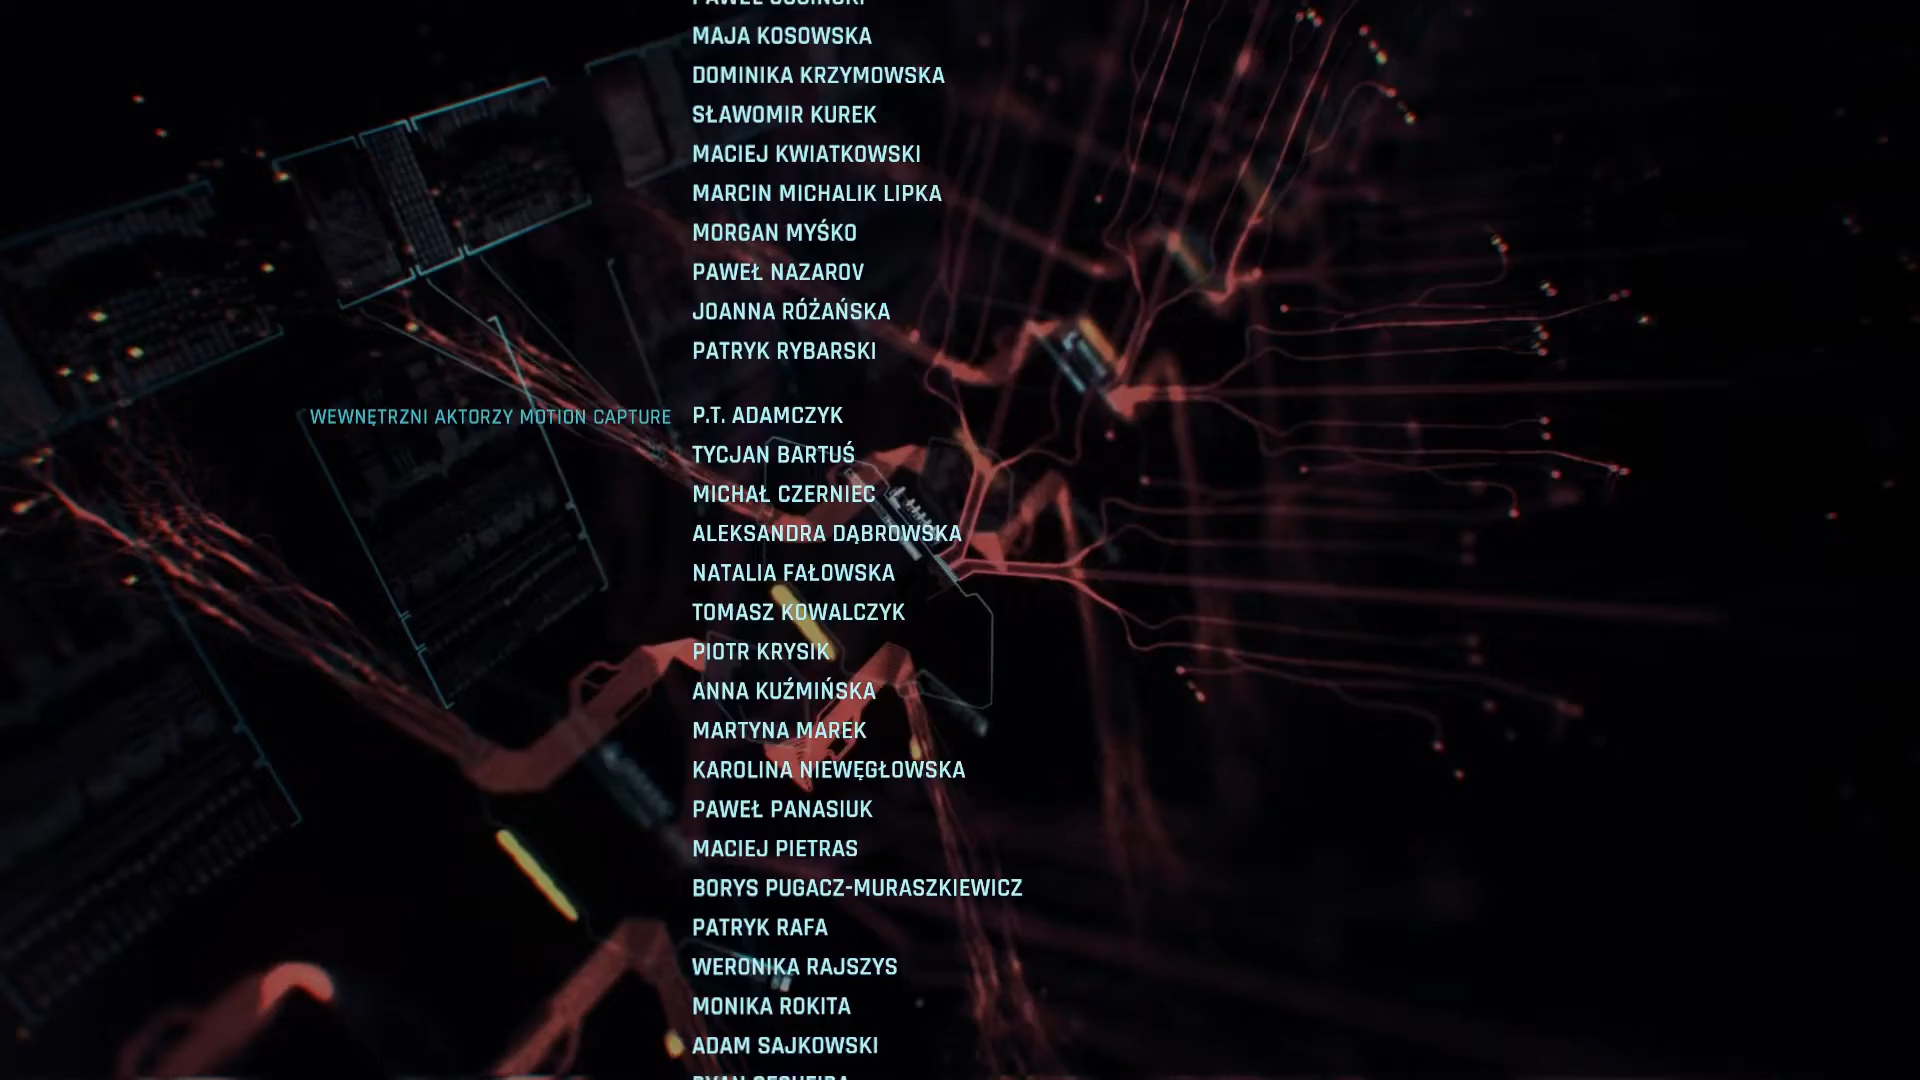 MAJA KOSOWSKA
DOMINIKA KRZYMOWSKA
SŁAWOMIR KUREK
MACIEJ KWIATKOWSKI
MARCIN MICHALIK LIPKA
MORGAN MYŚKO
PAWEŁ NAZAROV
JOANNA RÓŻAŃSKA
PATRYK RYBARSKI
WEWNĘTRZNI AKTORZY MOTION CAPTURE P.T. ADAMCZYK
TYCJAN BARTUŚ
MICHAŁ CZERNIEC
ALEKSANDRA DĄBROWSKA
NATALIA FAŁOWSKA
TOMASZ KOWALCZYK
PIOTR KRYSIK
ANNA KUŹMIŃSKA
MARTYNA MAREK
KAROLINA NIEWĘGŁOWSKA
PAWEŁ PANASIUK
MACIEJ PIETRAS
BORYS PUGACZ-MURASZKIEWICZ
PATRYK RAFA
WERONIKA RAJSZYS
MONIKA ROKITA
ADAM SAJKOWSKI